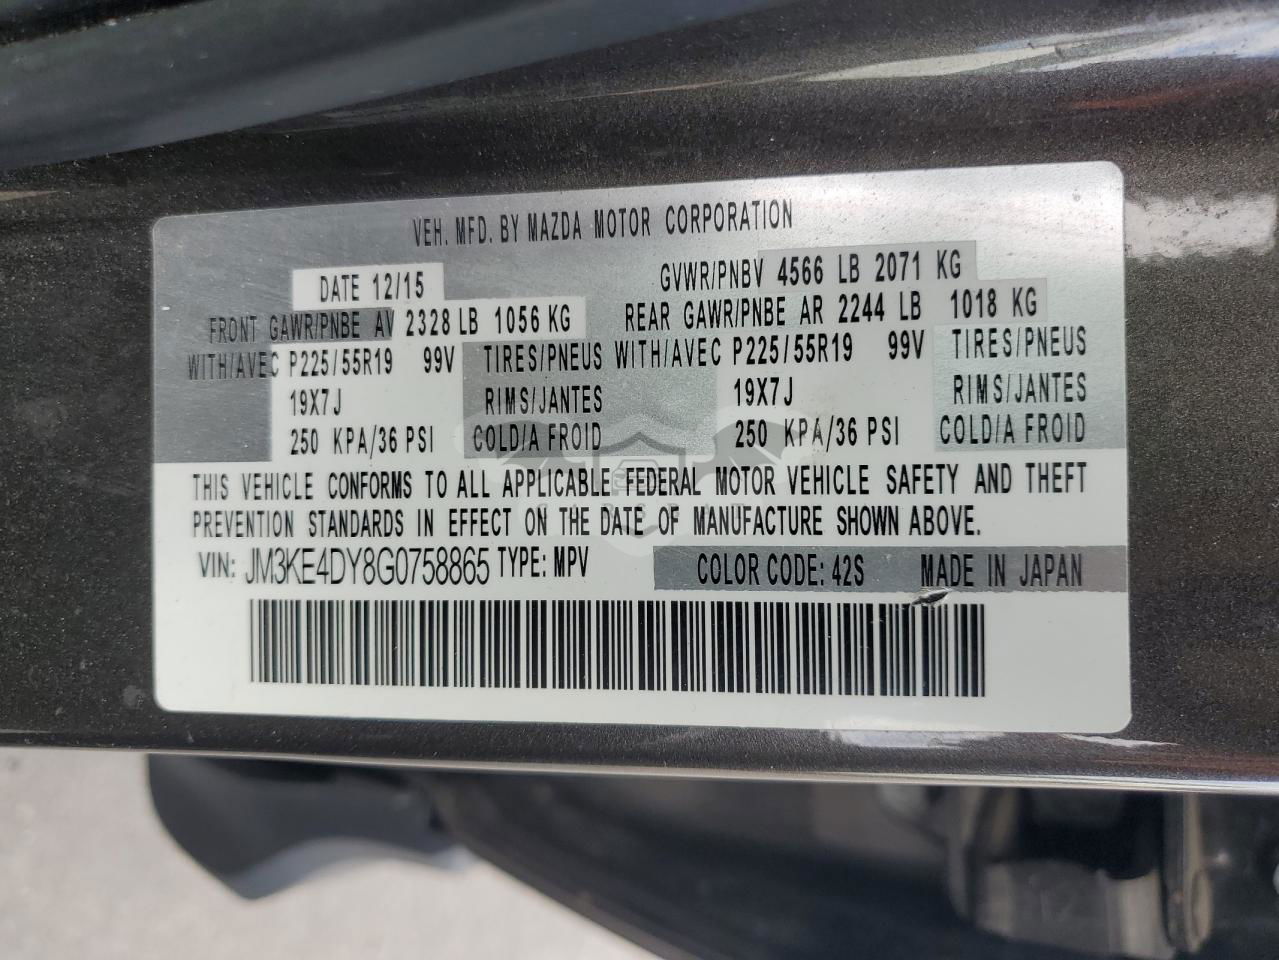 VEH. MFD. BY MAZDA MOTOR CORPORATION
DATE 12/15 GVWR/PNBV 4566 LB 2071 KG
FRONT GAWR/PNBE AV 2328 LB 1056 KG REAR GAWR/PNBE AR 2244 LB 1018 KG
WITH/AVEC P225/55R19 99V TIRES/PNEUS WITH/AVEC P225/55R19 99V TIRES/PNEUS
19X7J RIMS/JANTES 19X7J RIMS/JANTES
250 KPA/36 PSI COLD/A FROID 250 KPA/36 PSI COLD/A FROID
THIS VEHICLE CONFORMS TO ALL APPLICABLE FEDERAL MOTOR VEHICLE SAFETY AND THEFT
PREVENTION STANDARDS IN EFFECT ON THE DATE OF MANUFACTURE SHOWN ABOVE.
VIN: JM3KE4DY8G0758865 TYPE: MPV COLOR CODE: 42S MADE IN JAPAN